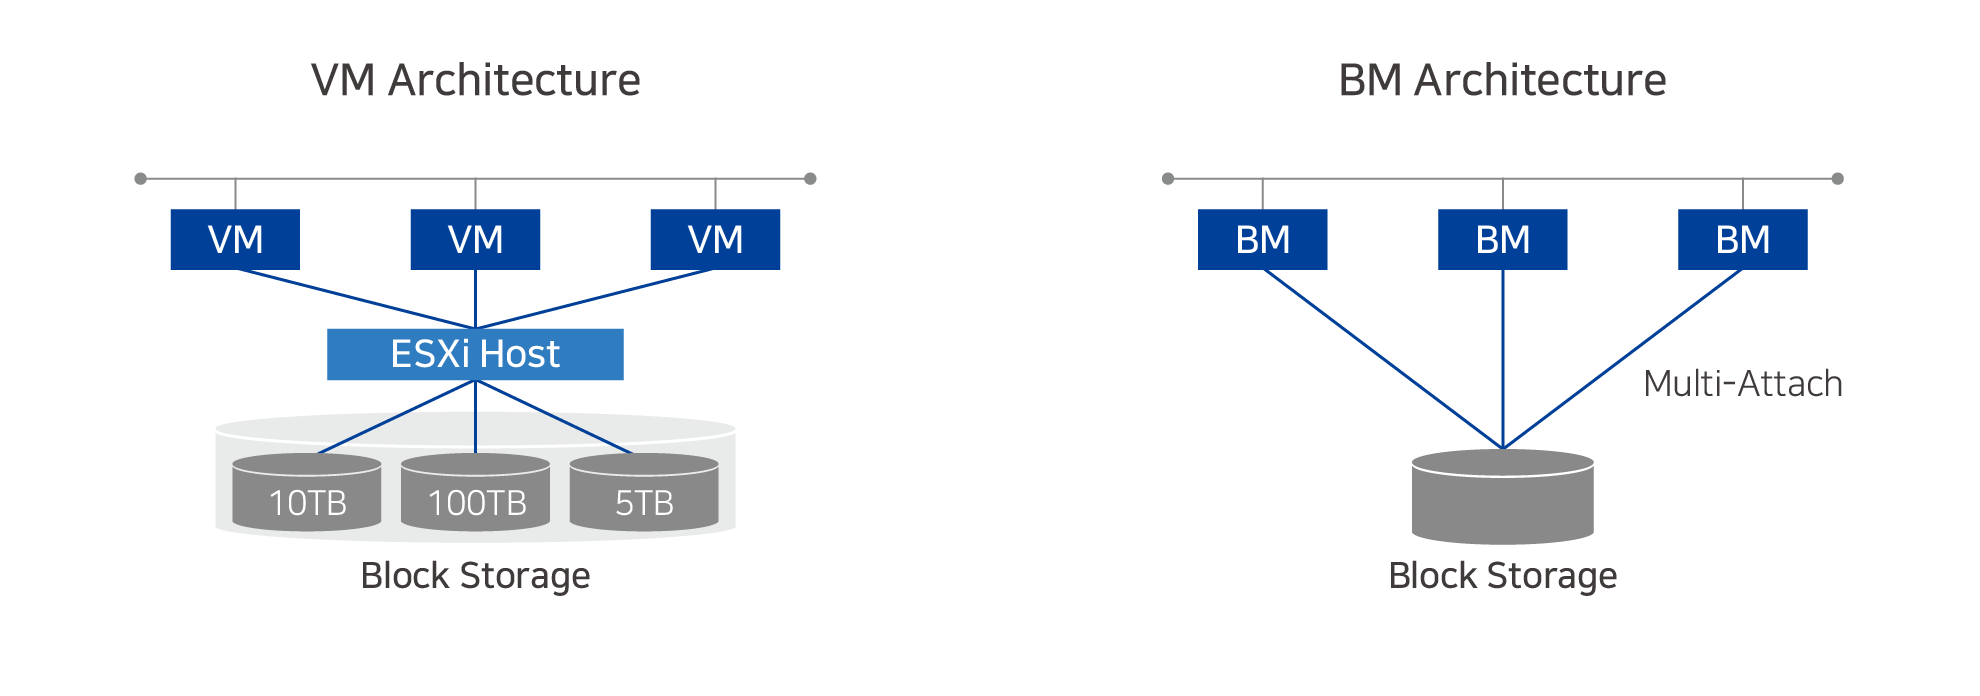 VM Architecture
VM
VM
VM
ESXi Host
10TB
100TB
5TB
Block Storage
BM Architecture
BM
BM
BM
Multi-Attach
Block Storage